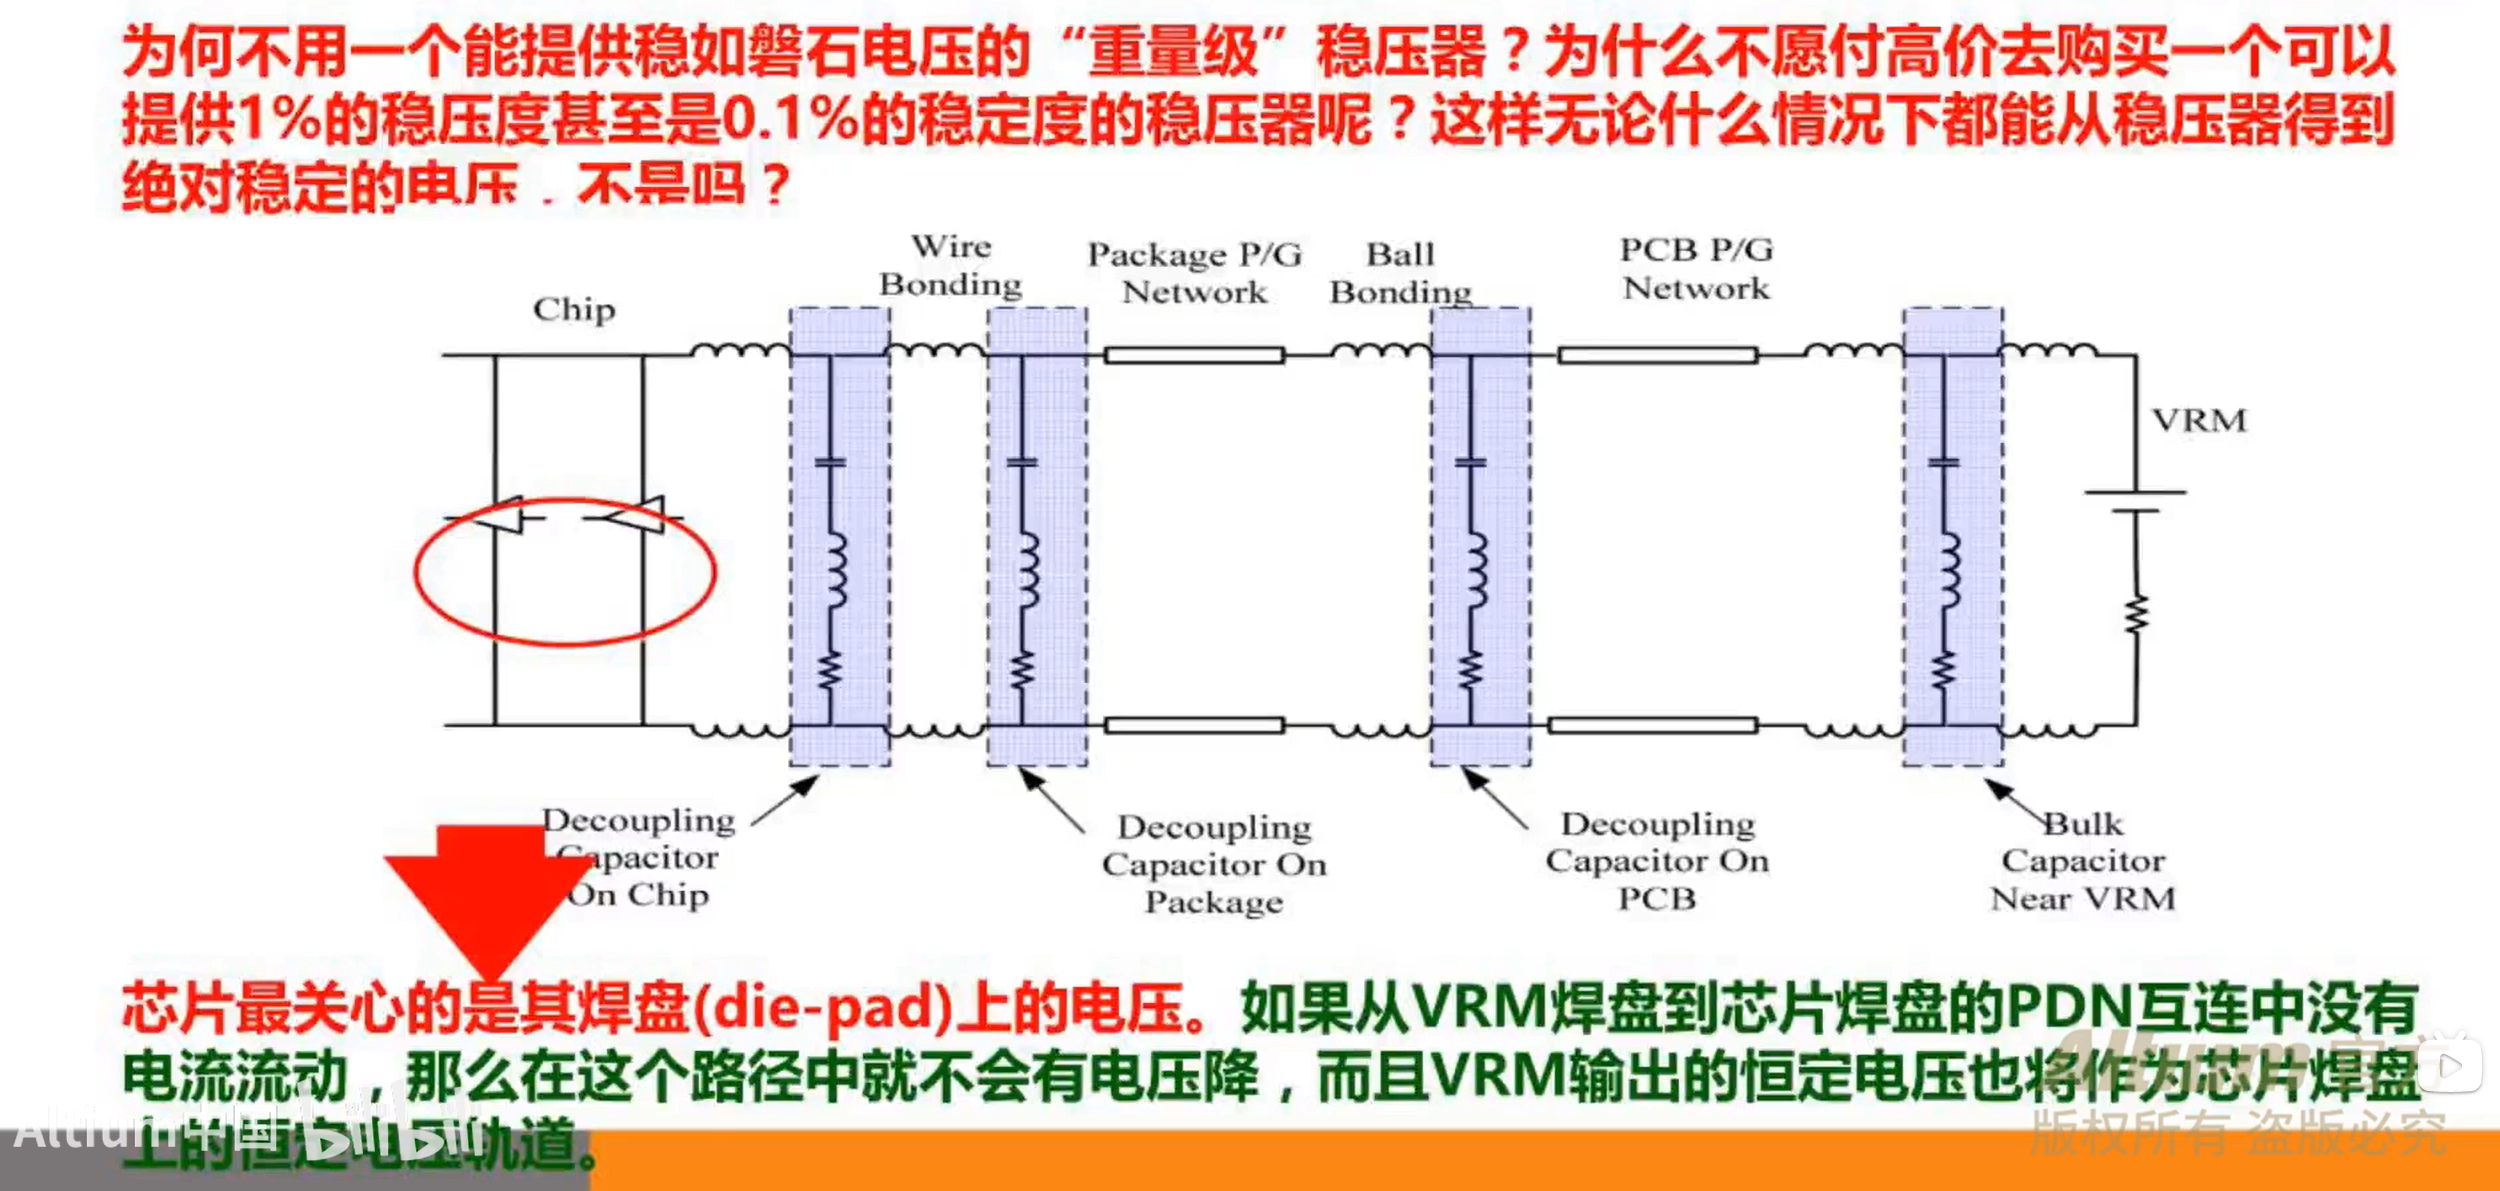 为何不用一个能提供稳如磐石电压的“重量级”稳压器？为什么不愿付高价去购买一个可以
提供1%的稳压度甚至是0.1%的稳定度的稳压器呢？这样无论什么情况下都能从稳压器得到
绝对稳定的电压，不是吗？
Wire
Bonding
Package P/G
Network
Ball
Bonding
PCB P/G
Network
Chip
VRM
Decoupling
Capacitor
On Chip
Decoupling
Capacitor On
Package
Decoupling
Capacitor On
PCB
Bulk
Capacitor
Near VRM
芯片最关心的是其焊盘(die-pad)上的电压。如果从VRM焊盘到芯片焊盘的PDN互连中没有
电流流动，那么在这个路径中就不会有电压降，而且VRM输出的恒定电压也将作为芯片焊盘
上的恒定电压轨道。
Altium中国 bilibili
Altium 官方
版权所有 盗版必究